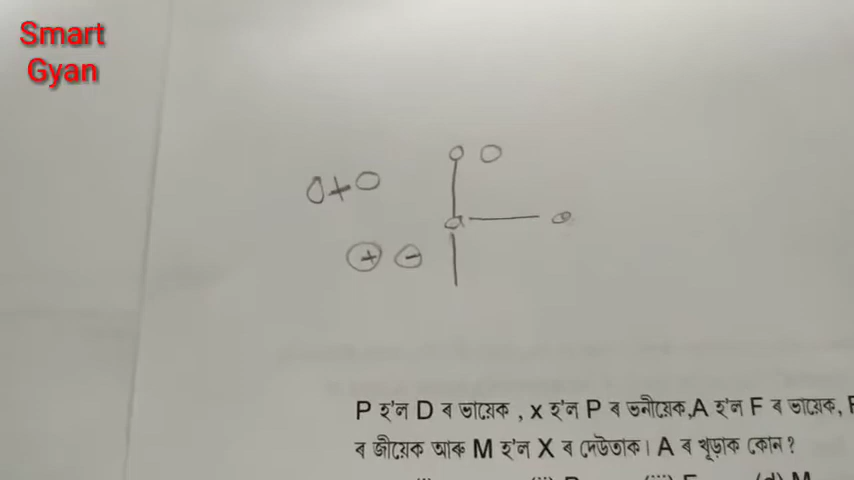 Smart
Gyan
P হ'ল D ৰ ভায়েক , x হ'ল P ৰ ভনীয়েক,A হ'ল F ৰ ভায়েক,
ৰ জীয়েক আৰু M হ'ল X ৰ দেউতাক। A ৰ খুড়াক কোন?